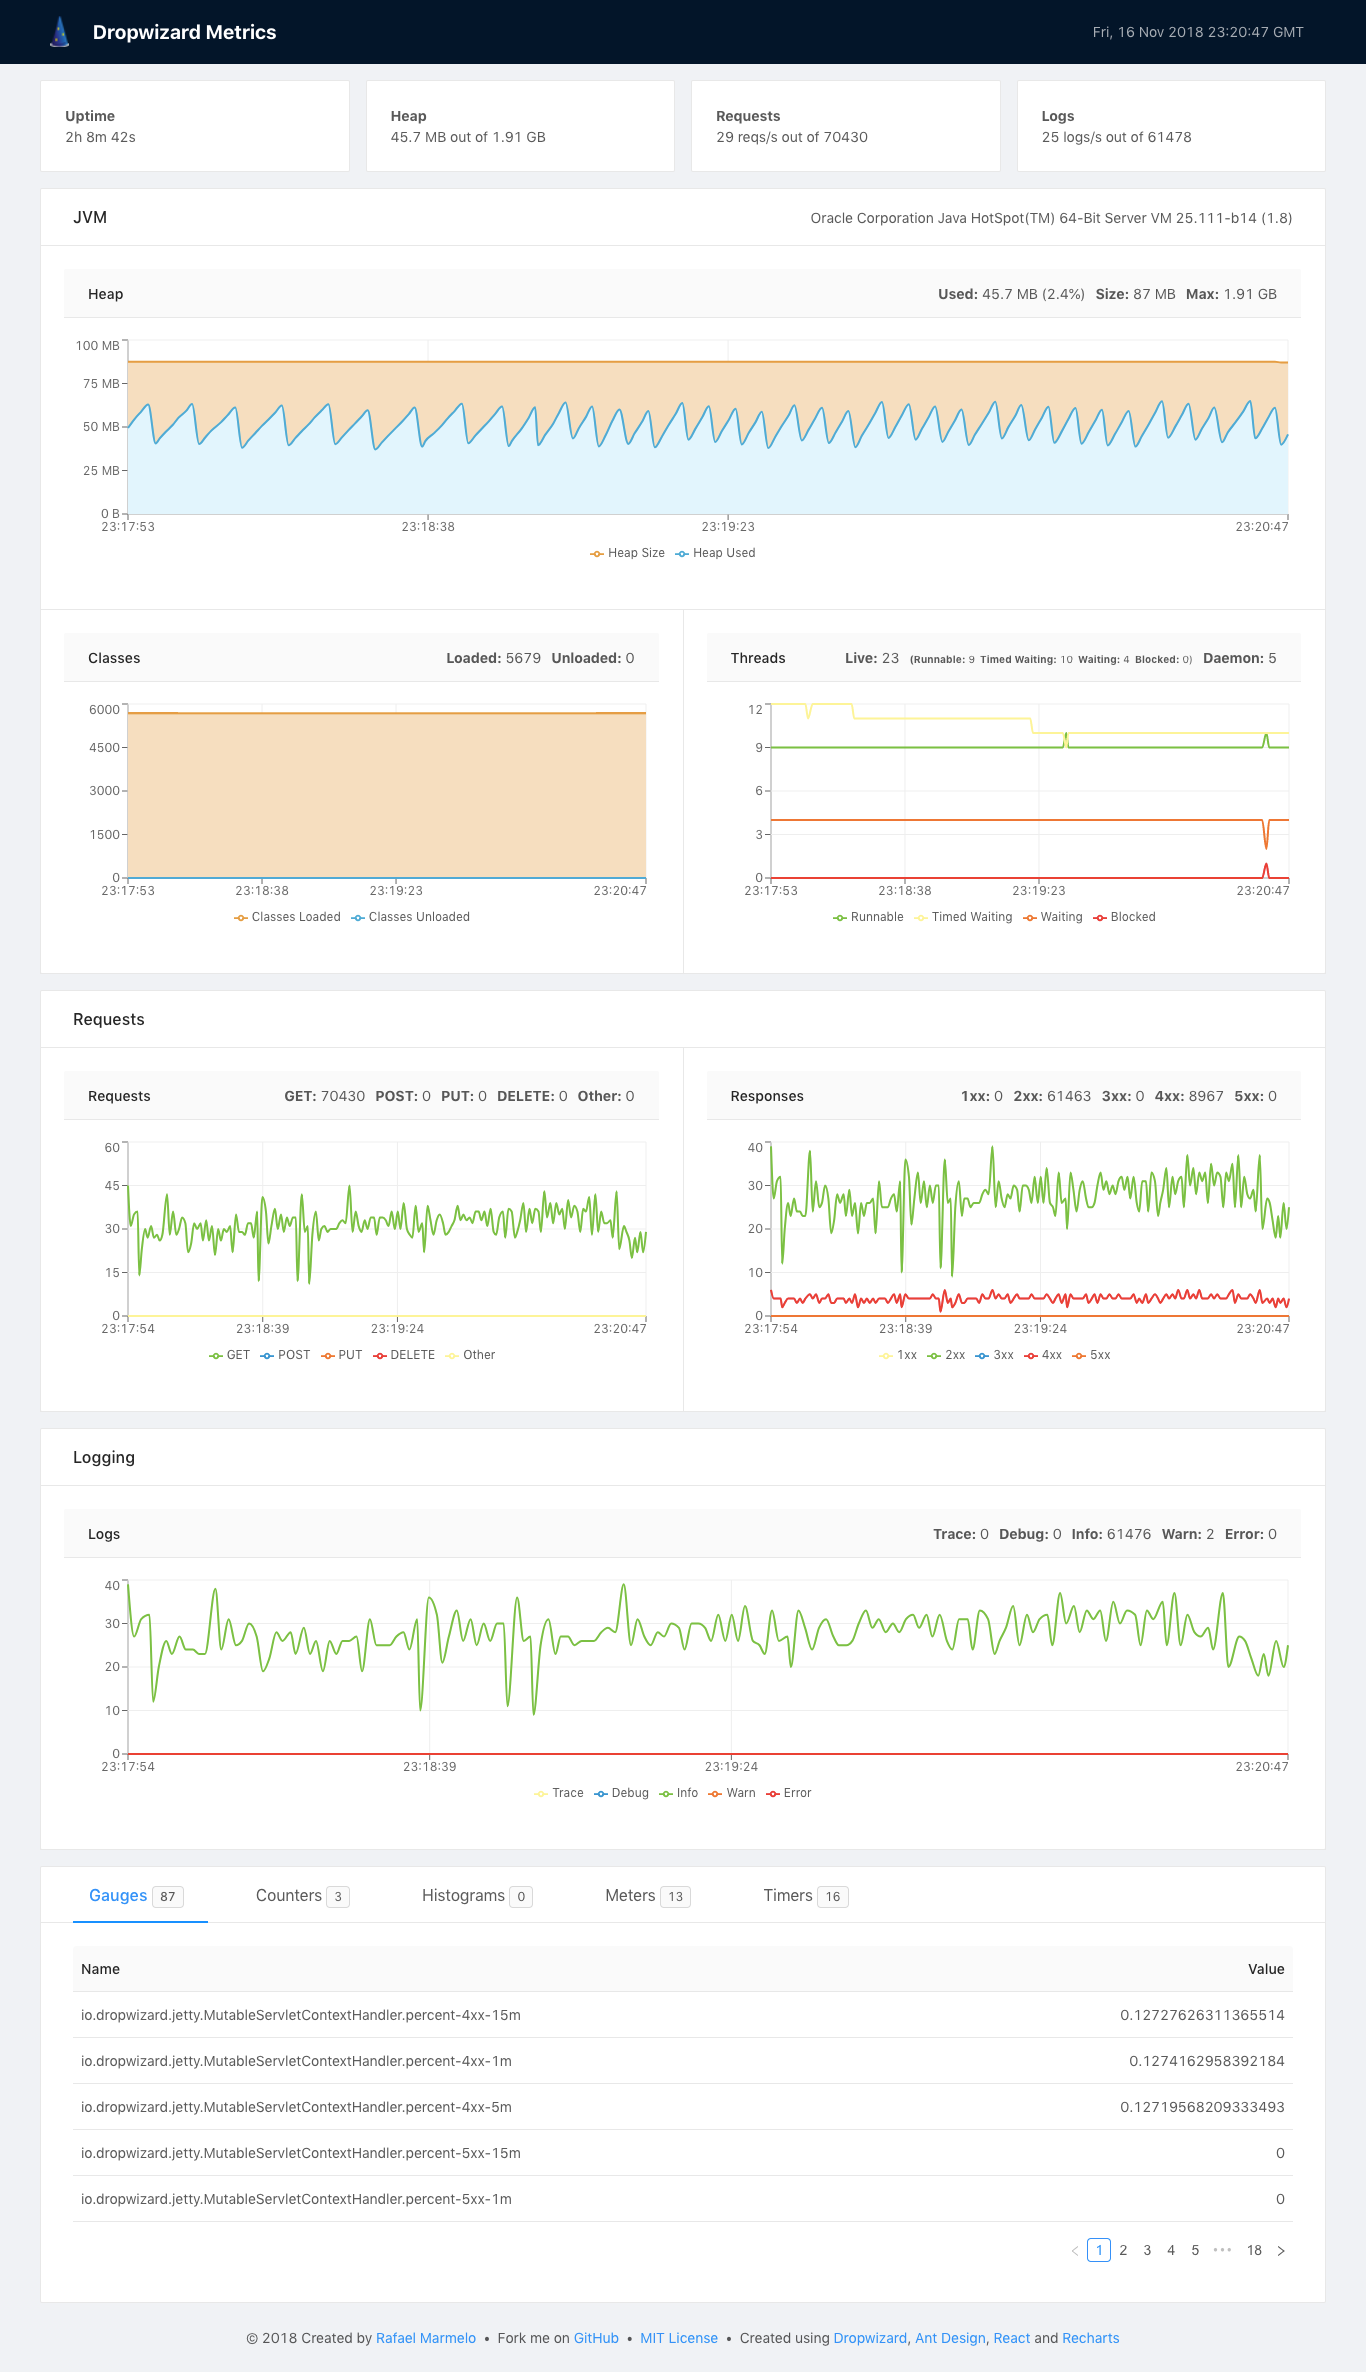 Dropwizard Metrics
Fri, 16 Nov 2018 23:20:47 GMT
Uptime
2h 8m 42s
Heap
45.7 MB out of 1.91 GB
Requests
29 reqs/s out of 70430
Logs
25 logs/s out of 61478
JVM
Oracle Corporation Java HotSpot(TM) 64-Bit Server VM 25.111-b14 (1.8)
Heap
Used: 45.7 MB (2.4%) Size: 87 MB Max: 1.91 GB
100 MB
75 MB
50 MB
25 MB
0 B
23:17:53 23:18:38 23:19:23 23:20:47
Heap Size Heap Used
Classes
Loaded: 5679 Unloaded: 0
6000
4500
3000
1500
0
23:17:53 23:18:38 23:19:23 23:20:47
Classes Loaded Classes Unloaded
Threads
Live: 23 (Runnable: 9 Timed Waiting: 10 Waiting: 4 Blocked: 0) Daemon: 5
12
9
6
3
0
23:17:53 23:18:38 23:19:23 23:20:47
Runnable Timed Waiting Waiting Blocked
Requests
Requests
GET: 70430 POST: 0 PUT: 0 DELETE: 0 Other: 0
60
45
30
15
0
23:17:54 23:18:39 23:19:24 23:20:47
GET POST PUT DELETE Other
Responses
1xx: 0 2xx: 61463 3xx: 0 4xx: 8967 5xx: 0
40
30
20
10
0
23:17:54 23:18:39 23:19:24 23:20:47
1xx 2xx 3xx 4xx 5xx
Logging
Logs
Trace: 0 Debug: 0 Info: 61476 Warn: 2 Error: 0
40
30
20
10
0
23:17:54 23:18:39 23:19:24 23:20:47
Trace Debug Info Warn Error
Gauges 87 Counters 3 Histograms 0 Meters 13 Timers 16
Name Value
io.dropwizard.jetty.MutableServletContextHandler.percent-4xx-15m 0.12727626311365514
io.dropwizard.jetty.MutableServletContextHandler.percent-4xx-1m 0.1274162958392184
io.dropwizard.jetty.MutableServletContextHandler.percent-4xx-5m 0.12719568209333493
io.dropwizard.jetty.MutableServletContextHandler.percent-5xx-15m 0
io.dropwizard.jetty.MutableServletContextHandler.percent-5xx-1m 0
< 1 2 3 4 5 ••• 18 >
© 2018 Created by Rafael Marmelo • Fork me on GitHub • MIT License • Created using Dropwizard, Ant Design, React and Recharts